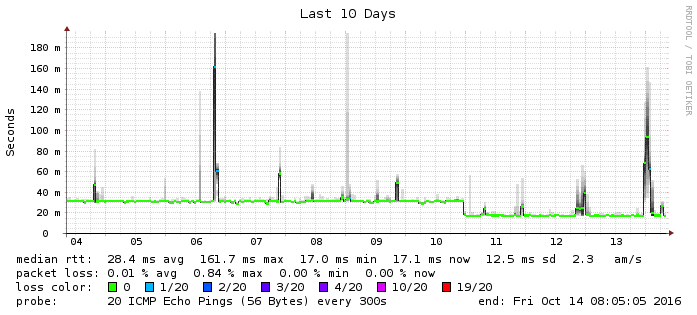 Last 10 Days
RRDTOOL / TOBI OETIKER
Seconds
180 m
160 m
140 m
120 m
100 m
80 m
60 m
40 m
20 m
0
04 05 06 07 08 09 10 11 12 13
median rtt: 28.4 ms avg 161.7 ms max 17.0 ms min 17.1 ms now 12.5 ms sd 2.3 am/s
packet loss: 0.01 % avg 0.84 % max 0.00 % min 0.00 % now
loss color: 0 1/20 2/20 3/20 4/20 10/20 19/20
probe: 20 ICMP Echo Pings (56 Bytes) every 300s end: Fri Oct 14 08:05:05 2016